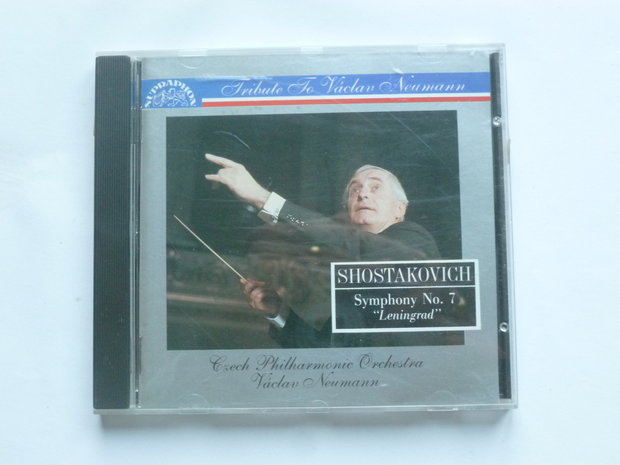 SUPRAPHON
Tribute To Václav Neumann
SHOSTAKOVICH
Symphony No. 7
"Leningrad"
Czech Philharmonic Orchestra
Václav Neumann